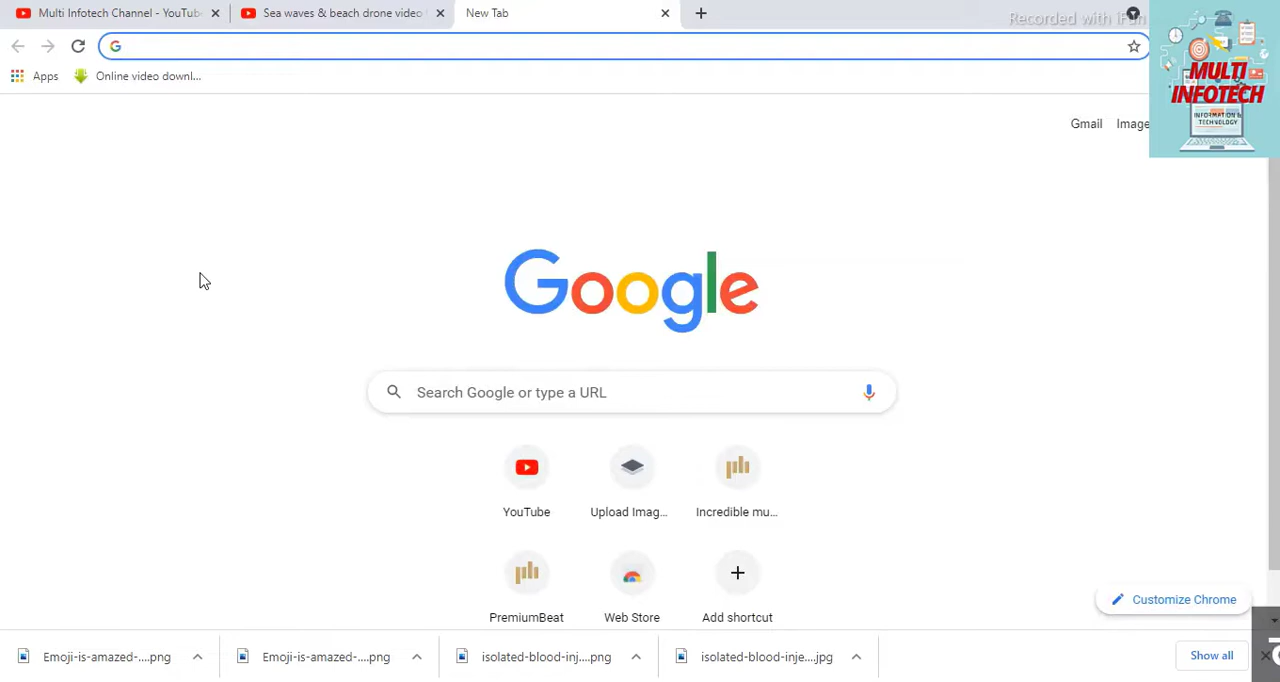 Multi Infotech Channel - YouTub
Sea waves & beach drone video
New Tab
Recorded with iFun
Apps
Online video downl...
MULTI
INFOTECH
INFORMATION &
TECHNOLOGY
Gmail
Image
Google
Search Google or type a URL
YouTube
Upload Imag...
Incredible mu...
PremiumBeat
Web Store
Add shortcut
Customize Chrome
Emoji-is-amazed-....png
Emoji-is-amazed-....png
isolated-blood-inj....png
isolated-blood-inje....jpg
Show all